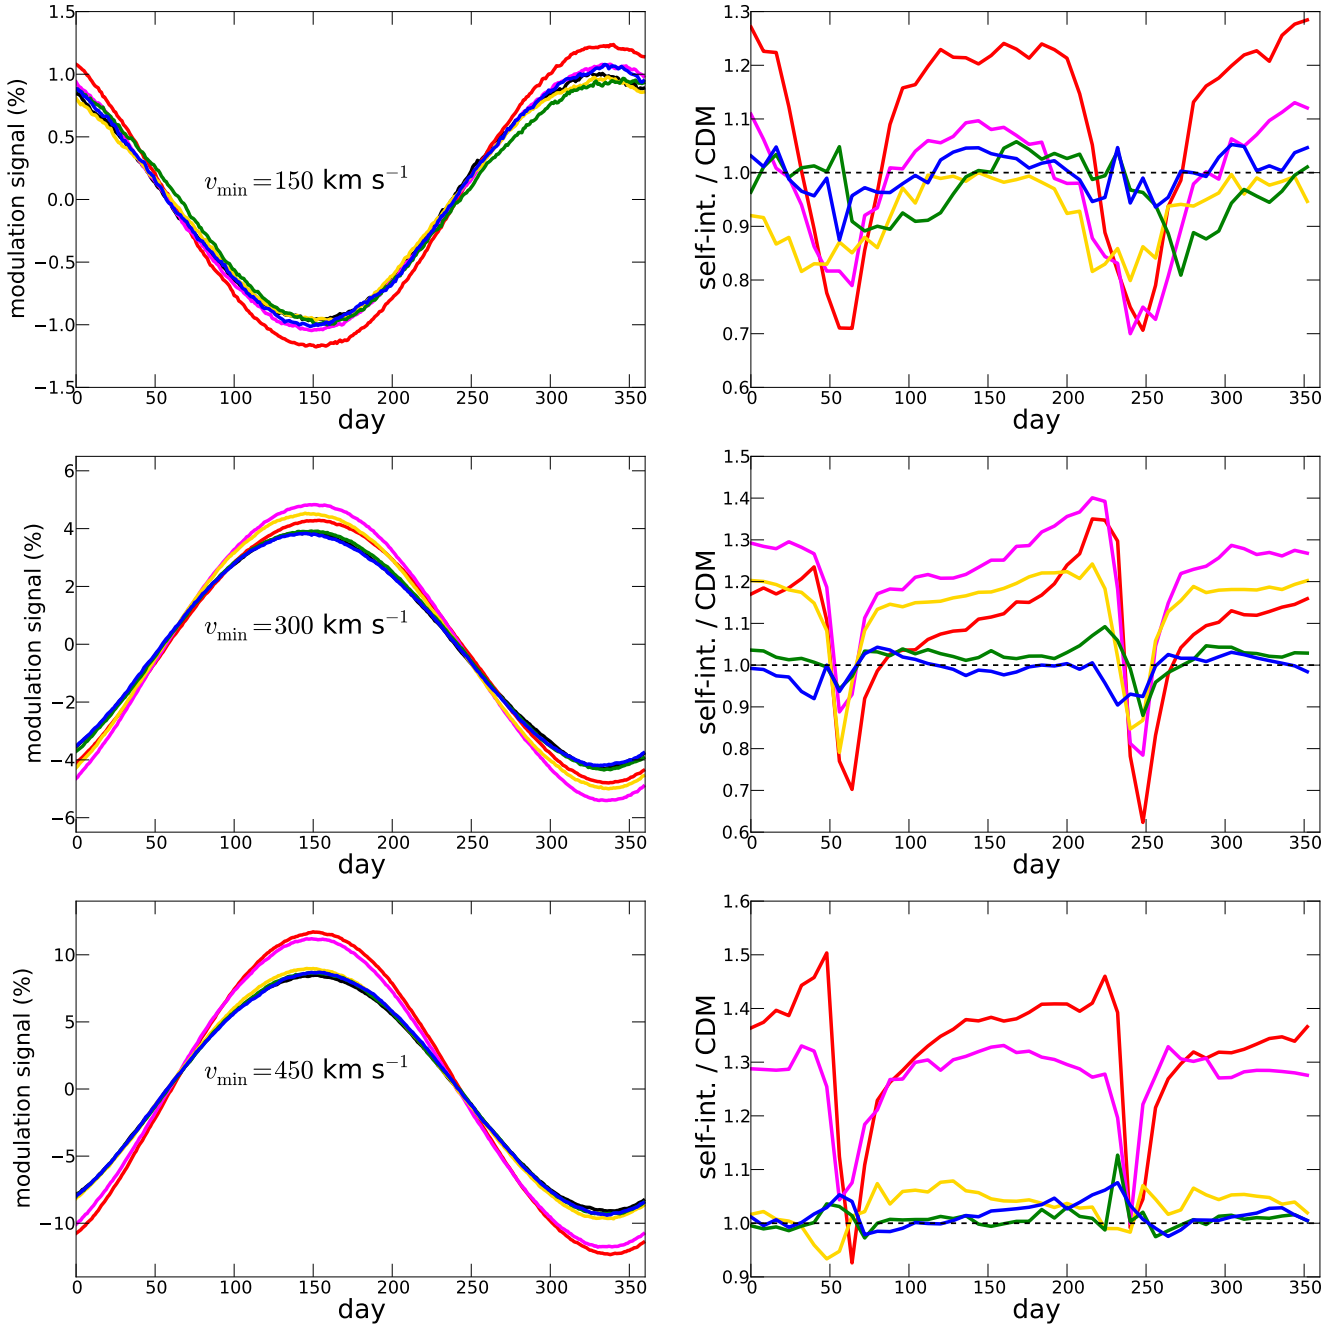 modulation signal (%)
1.5
1.0
0.5
0.0
−0.5
−1.0
−1.5
v_min = 150 km s⁻¹
0 50 100 150 200 250 300 350
day
self-int. / CDM
1.3
1.2
1.1
1.0
0.9
0.8
0.7
0.6
0 50 100 150 200 250 300 350
day
modulation signal (%)
6
4
2
0
−2
−4
−6
v_min = 300 km s⁻¹
0 50 100 150 200 250 300 350
day
self-int. / CDM
1.5
1.4
1.3
1.2
1.1
1.0
0.9
0.8
0.7
0.6
0 50 100 150 200 250 300 350
day
modulation signal (%)
10
5
0
−5
−10
v_min = 450 km s⁻¹
0 50 100 150 200 250 300 350
day
self-int. / CDM
1.6
1.5
1.4
1.3
1.2
1.1
1.0
0.9
0 50 100 150 200 250 300 350
day